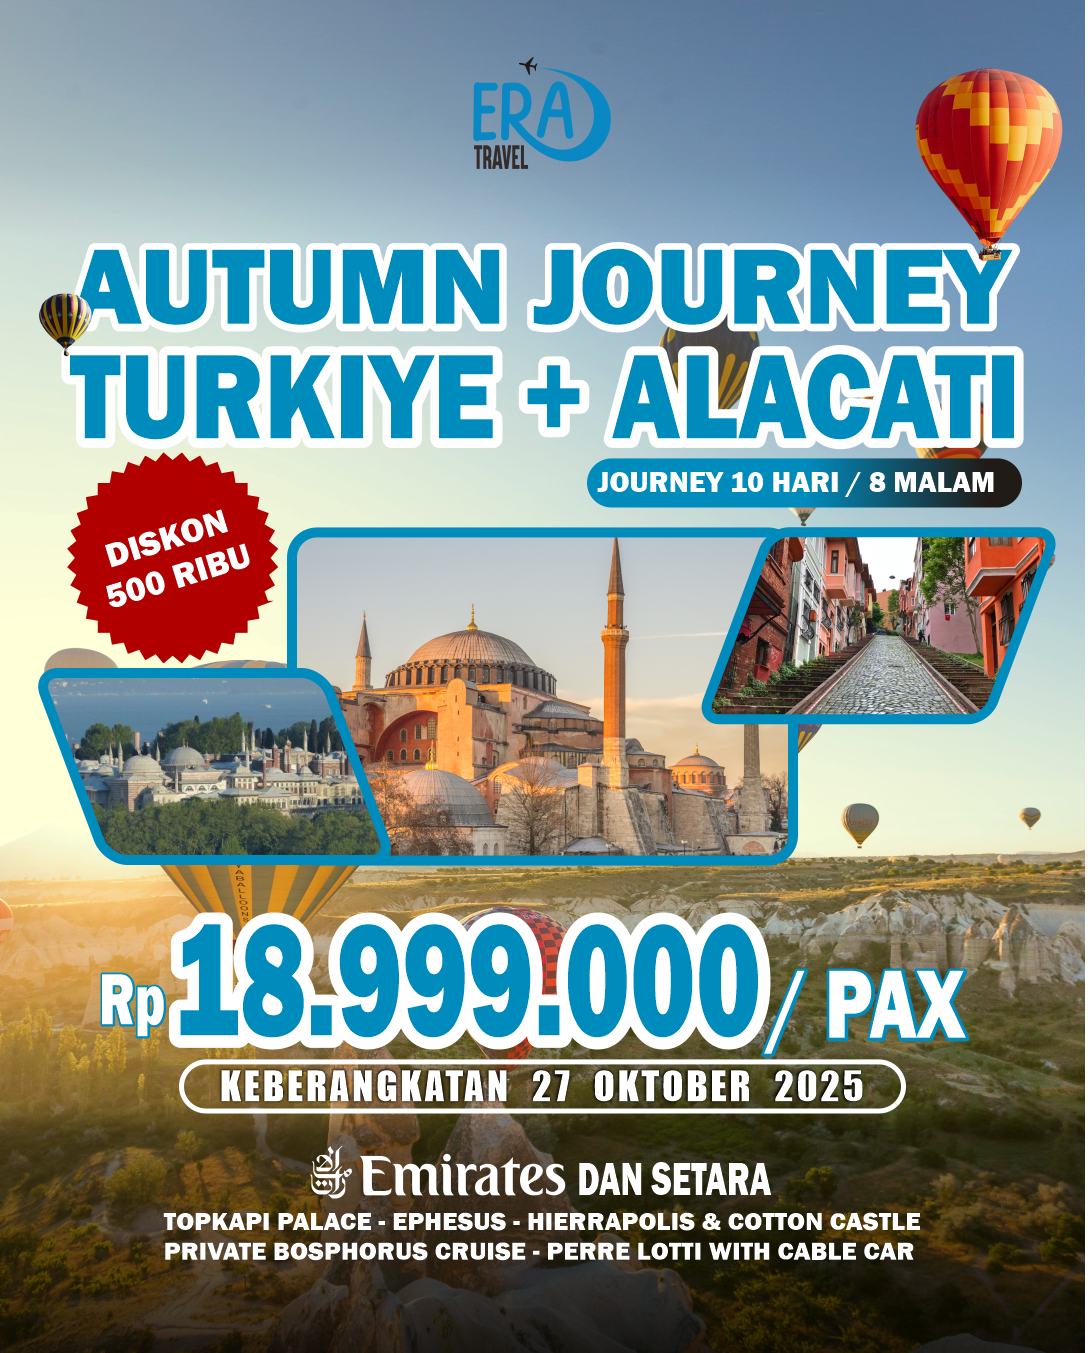 ERA
TRAVEL
AUTUMN JOURNEY
TURKIYE + ALACATI
JOURNEY 10 HARI / 8 MALAM
DISKON
500 RIBU
ABALLOONS
Rp 18.999.000 / PAX
KEBERANGKATAN 27 OKTOBER 2025
Emirates DAN SETARA
TOPKAPI PALACE - EPHESUS - HIERRAPOLIS & COTTON CASTLE
PRIVATE BOSPHORUS CRUISE - PERRE LOTTI WITH CABLE CAR